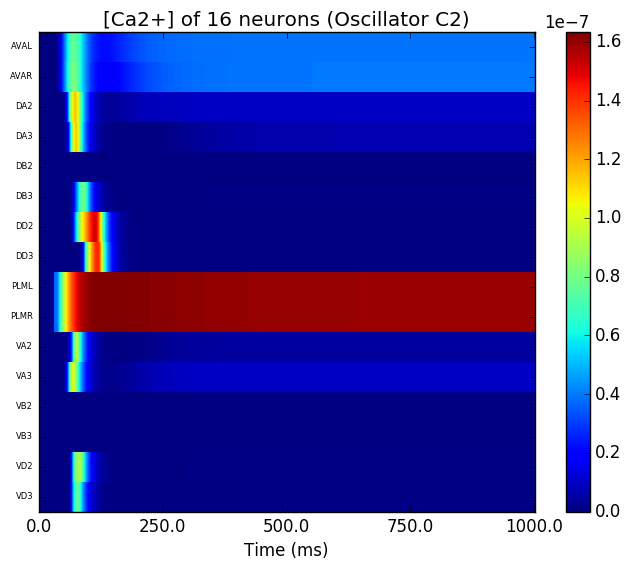 [Ca2+] of 16 neurons (Oscillator C2)
1e−7
AVAL
AVAR
DA2
DA3
DB2
DB3
DD2
DD3
PLML
PLMR
VA2
VA3
VB2
VB3
VD2
VD3
0.0 250.0 500.0 750.0 1000.0
Time (ms)
1.6
1.4
1.2
1.0
0.8
0.6
0.4
0.2
0.0